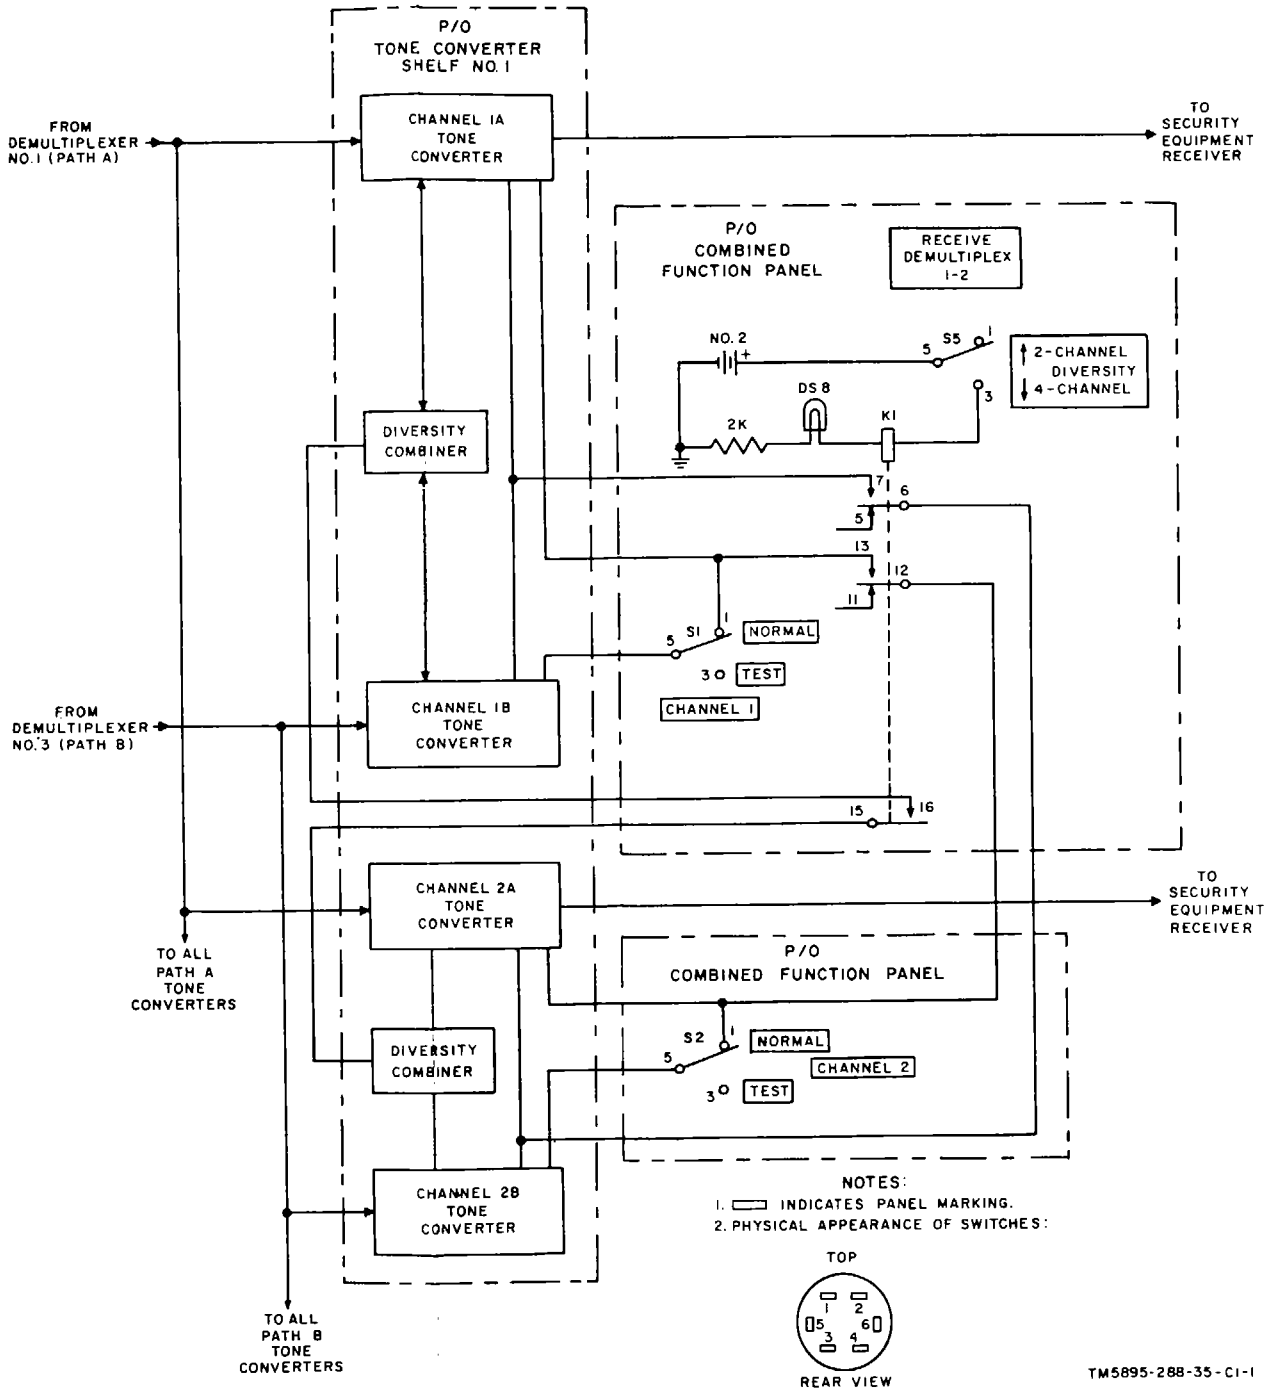 P/O
TONE CONVERTER
SHELF NO. 1
FROM
DEMULTIPLEXER
NO. 1 (PATH A)
CHANNEL 1A
TONE
CONVERTER
TO
SECURITY
EQUIPMENT
RECEIVER
P/O
COMBINED
FUNCTION PANEL
RECEIVE
DEMULTIPLEX
1-2
NO. 2
+
5
S5
1
3
2-CHANNEL
DIVERSITY
4-CHANNEL
2K
DS 8
K1
DIVERSITY
COMBINER
7
6
5
13
12
11
5
S1
1
NORMAL
3
TEST
CHANNEL 1
FROM
DEMULTIPLEXER
NO. 3 (PATH B)
CHANNEL 1B
TONE
CONVERTER
15
16
CHANNEL 2A
TONE
CONVERTER
TO
SECURITY
EQUIPMENT
RECEIVER
TO ALL
PATH A
TONE
CONVERTERS
P/O
COMBINED FUNCTION PANEL
DIVERSITY
COMBINER
5
S2
1
NORMAL
CHANNEL 2
3
TEST
CHANNEL 2B
TONE
CONVERTER
TO ALL
PATH B
TONE
CONVERTERS
NOTES:
1. INDICATES PANEL MARKING.
2. PHYSICAL APPEARANCE OF SWITCHES:
TOP
1 2
5 6
3 4
REAR VIEW
TM5895-288-35-C1-1